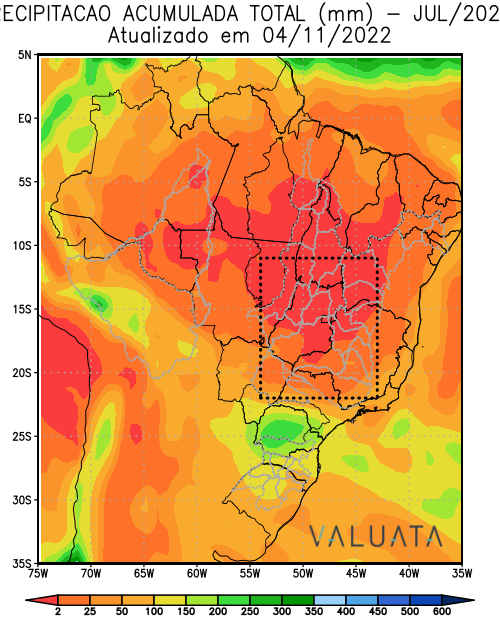 RECIPITACAO ACUMULADA TOTAL (mm) – JUL/202
Atualizado em 04/11/2022
5N
EQ
5S
10S
15S
20S
25S
30S
35S
VALUATA
75W 70W 65W 60W 55W 50W 45W 40W 35W
2 25 50 100 150 200 250 300 350 400 450 500 600